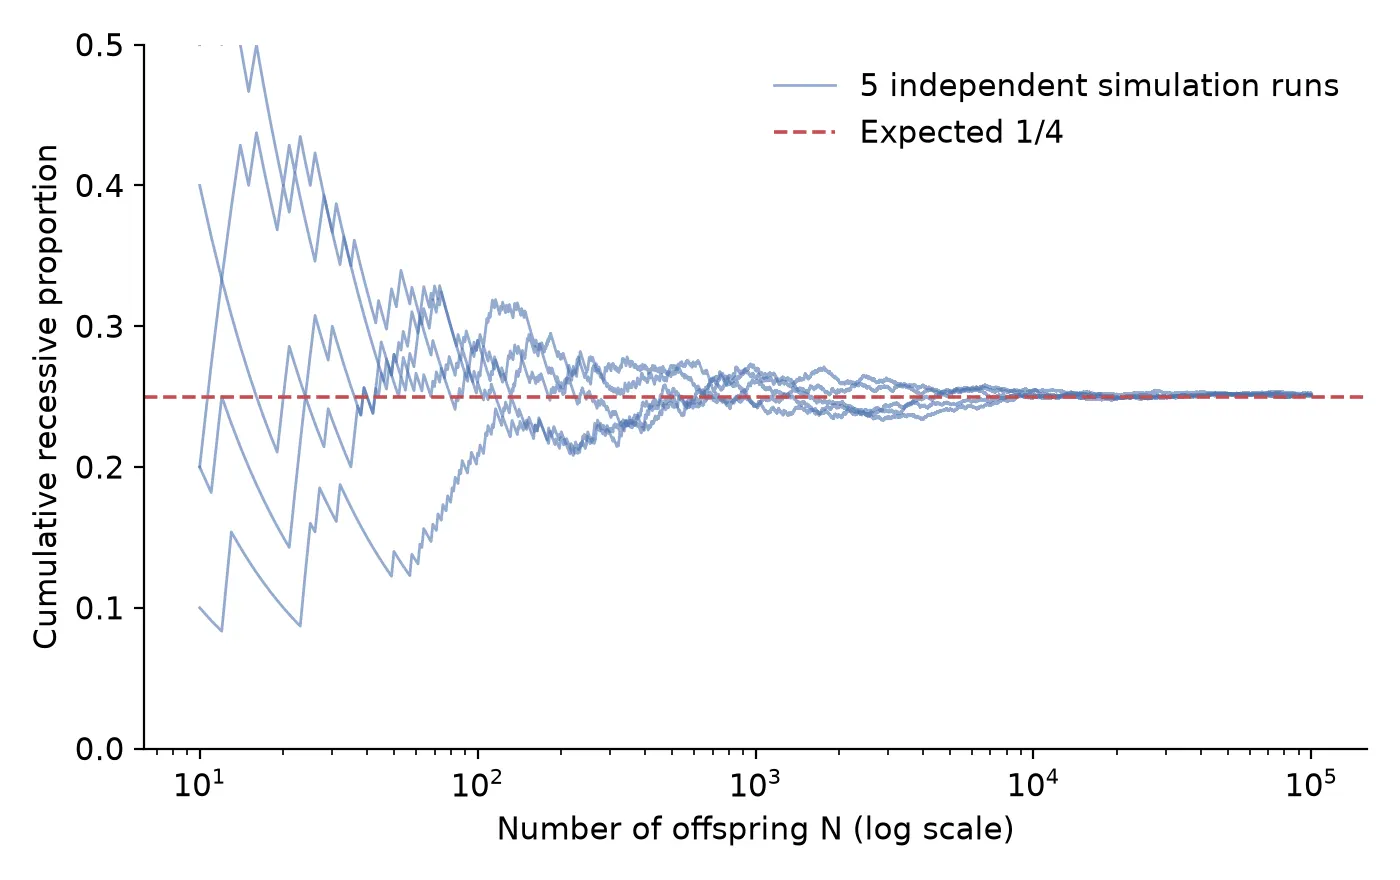 0.5
0.4
0.3
0.2
0.1
0.0
Cumulative recessive proportion
5 independent simulation runs
Expected 1/4
10¹ 10² 10³ 10⁴ 10⁵
Number of offspring N (log scale)